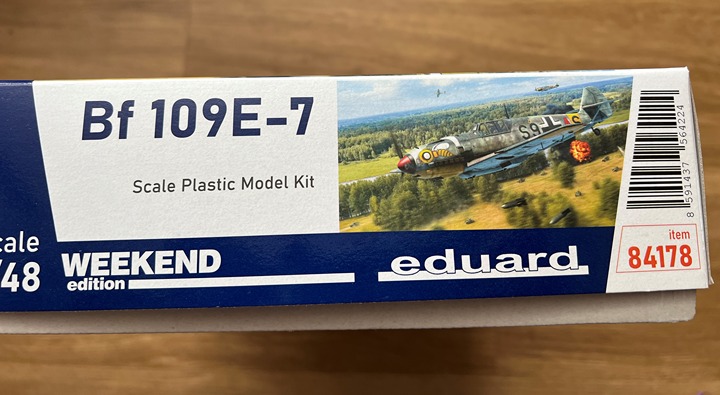 Bf 109E-7
Scale Plastic Model Kit
cale
/48
WEEKEND
edition
eduard
8 591437 564224
item
84178